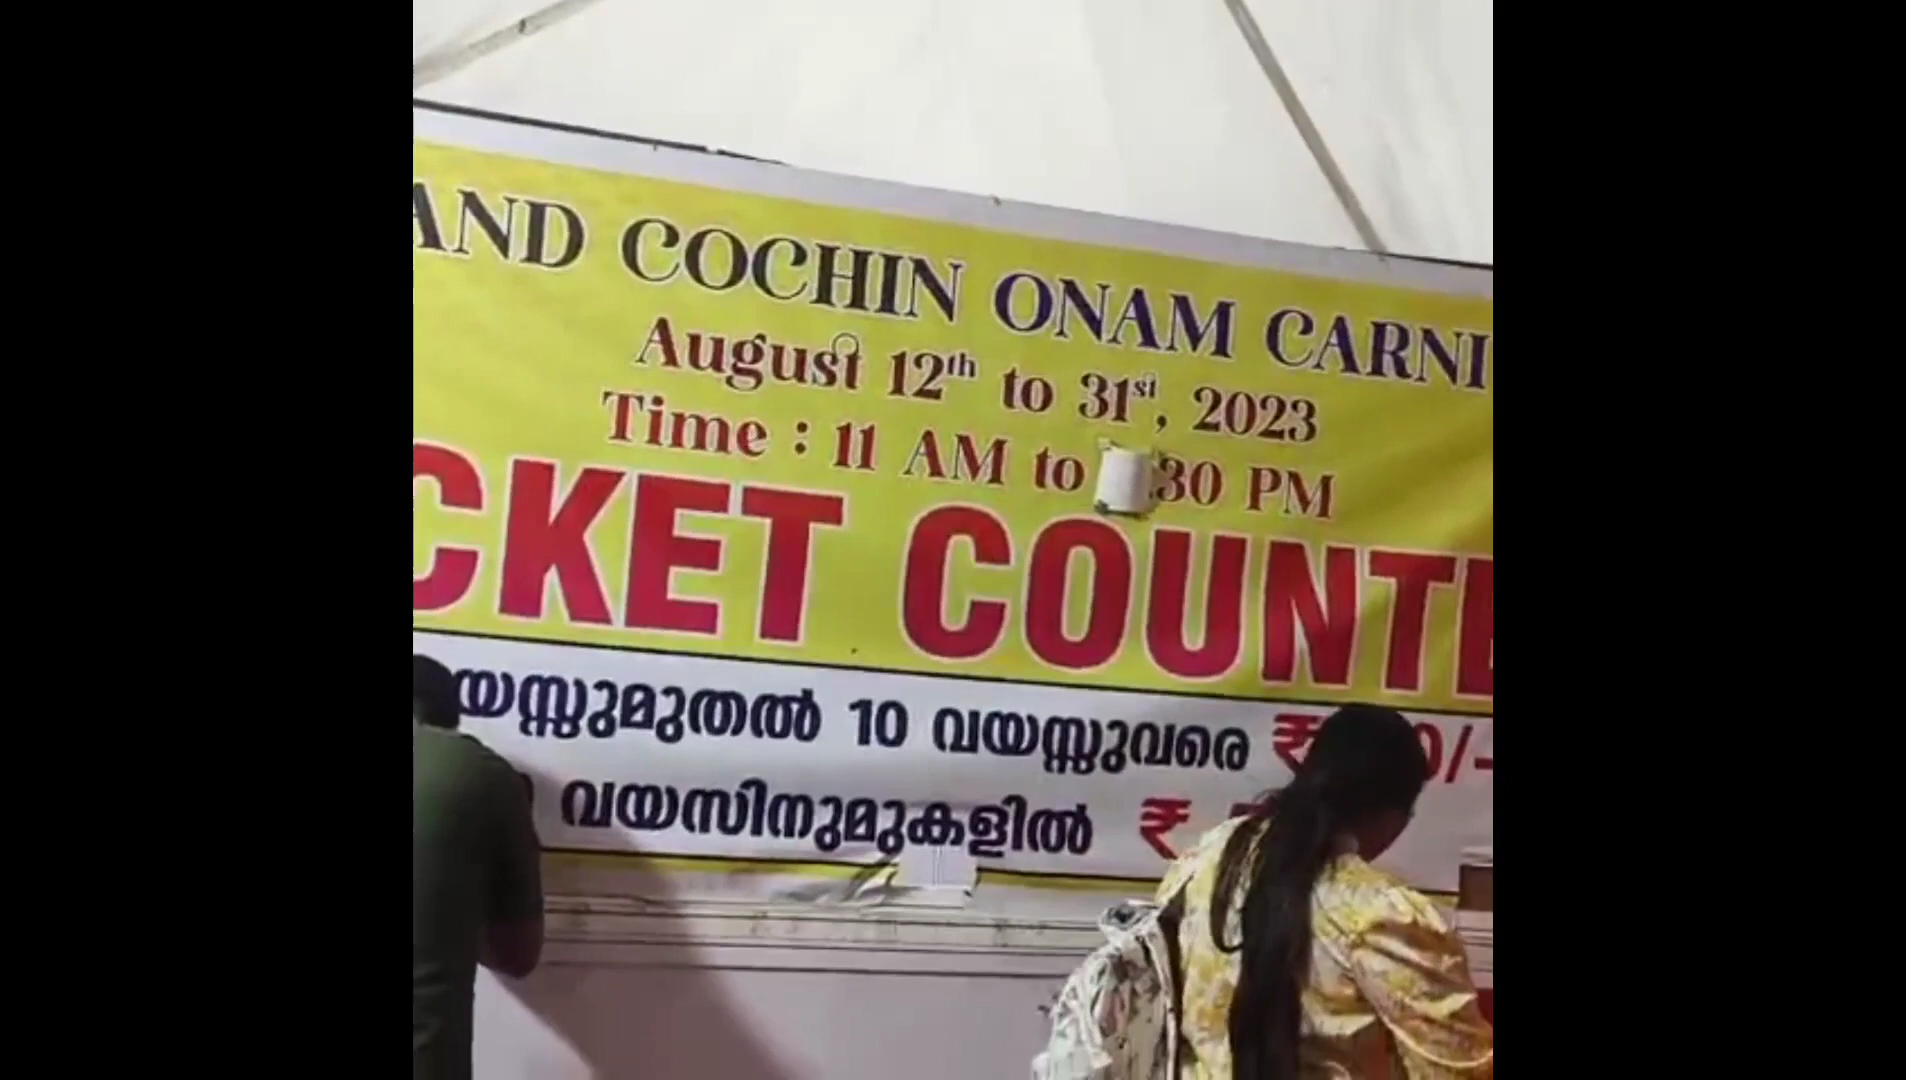 AND COCHIN ONAM CARNI
August 12th to 31st, 2023
Time : 11 AM to :30 PM
CKET COUNTE
യസ്സുമുതൽ 10 വയസ്സുവരെ ₹ 0/-
വയസിനുമുകളിൽ ₹